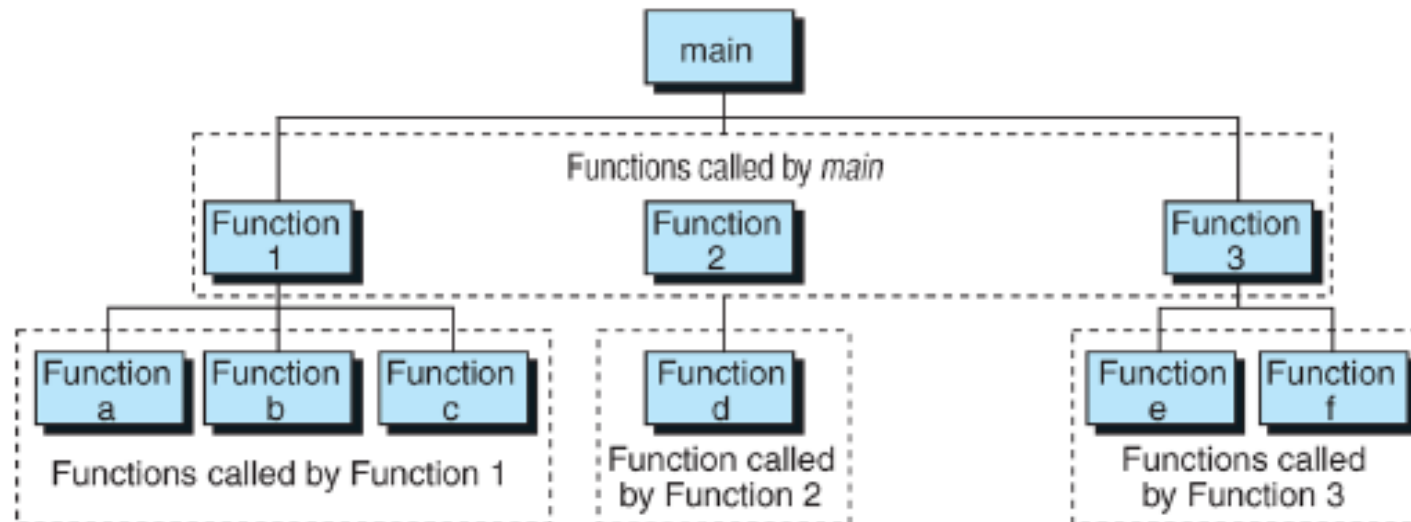 main
Functions called by main
Function
1
Function
2
Function
3
Function
a
Function
b
Function
c
Function
d
Function
e
Function
f
Functions called by Function 1
Function called
by Function 2
Functions called
by Function 3